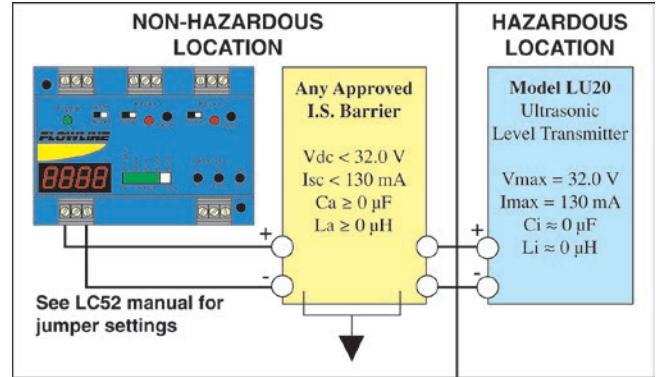 NON-HAZARDOUS
LOCATION
HAZARDOUS
LOCATION
FLOWLINE
8888
Any Approved
I.S. Barrier
Vdc < 32.0 V
Isc < 130 mA
Ca ≥ 0 µF
La ≥ 0 µH
Model LU20
Ultrasonic
Level Transmitter
Vmax = 32.0 V
Imax = 130 mA
Ci ≈ 0 µF
Li ≈ 0 µH
+
-
+
-
See LC52 manual for
jumper settings